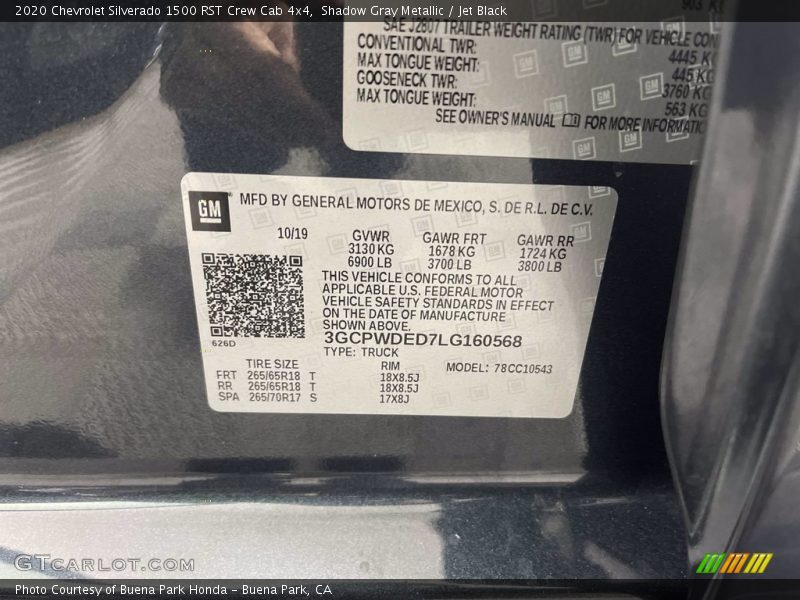 2020 Chevrolet Silverado 1500 RST Crew Cab 4x4, Shadow Gray Metallic / Jet Black
903 K
SAE J2807 TRAILER WEIGHT RATING (TWR) FOR VEHICLE CON
CONVENTIONAL TWR: 4445 KG
MAX TONGUE WEIGHT: 445 KG
GOOSENECK TWR: 3760 KG
MAX TONGUE WEIGHT: 563 KG
SEE OWNER'S MANUAL FOR MORE INFORMATIO
GM MFD BY GENERAL MOTORS DE MEXICO, S. DE R.L. DE C.V.
10/19 GVWR GAWR FRT GAWR RR
3130 KG 1678 KG 1724 KG
6900 LB 3700 LB 3800 LB
THIS VEHICLE CONFORMS TO ALL
APPLICABLE U.S. FEDERAL MOTOR
VEHICLE SAFETY STANDARDS IN EFFECT
ON THE DATE OF MANUFACTURE
SHOWN ABOVE.
626D
3GCPWDED7LG160568
TYPE: TRUCK
TIRE SIZE RIM MODEL: 78CC10543
FRT 265/65R18 T 18X8.5J
RR 265/65R18 T 18X8.5J
SPA 265/70R17 S 17X8J
GTcarlot.com
Photo Courtesy of Buena Park Honda - Buena Park, CA